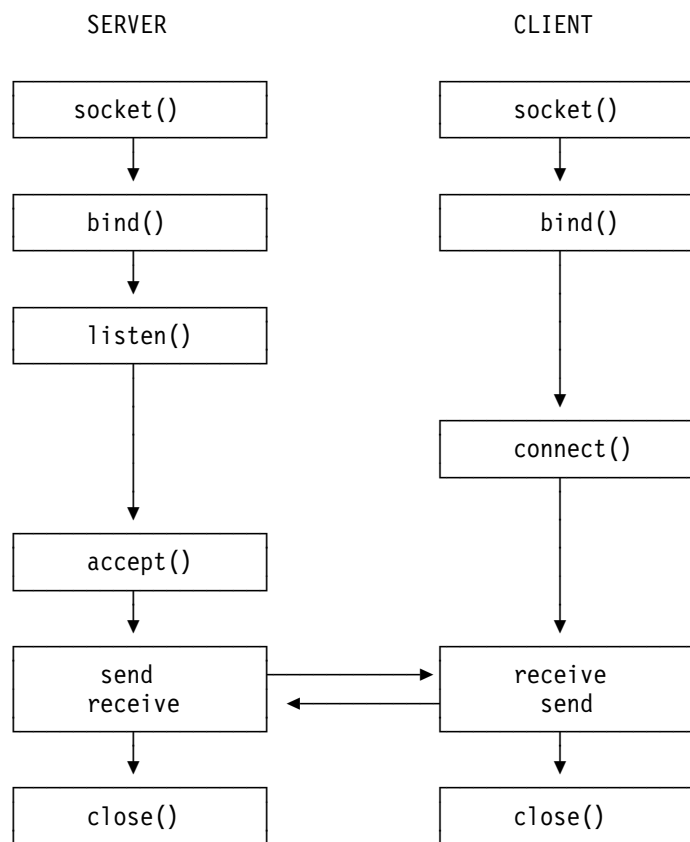 SERVER CLIENT
socket() socket()
bind() bind()
listen()
connect()
accept()
send receive
receive send
close() close()